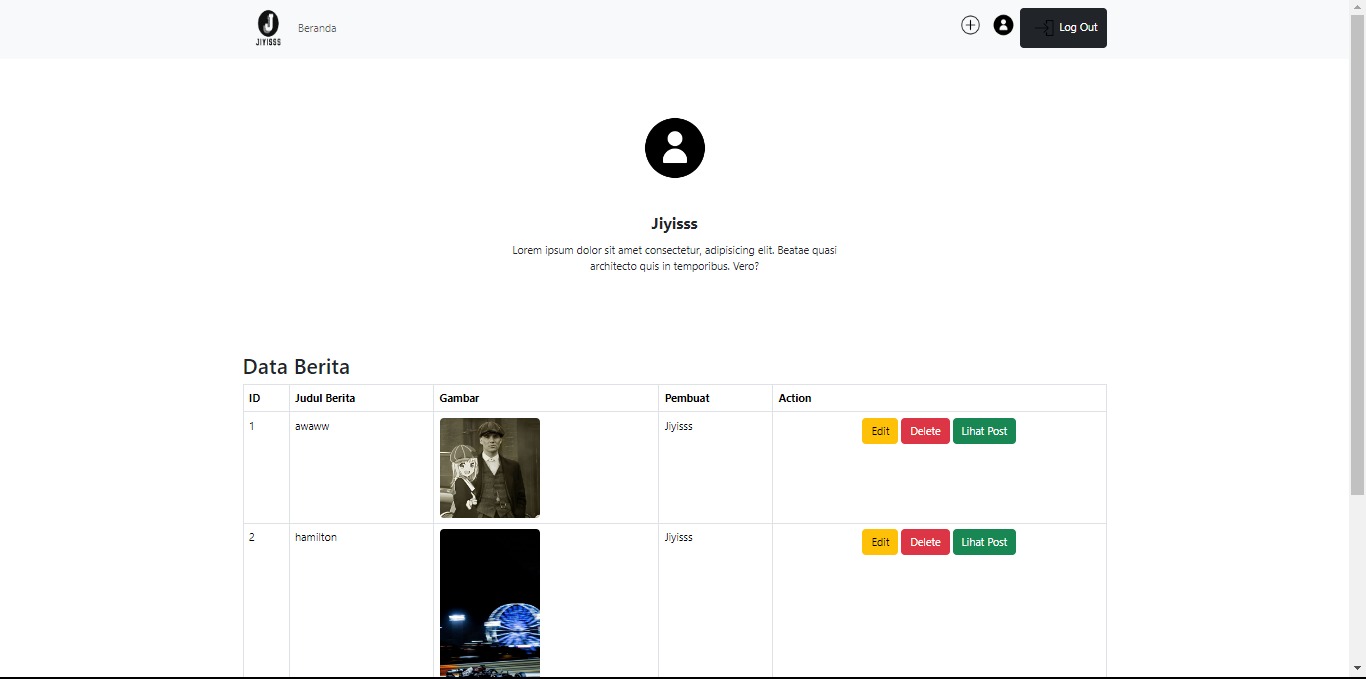 J
JIYISSS
Beranda
Log Out
Jiyisss
Lorem ipsum dolor sit amet consectetur, adipisicing elit. Beatae quasi
architecto quis in temporibus. Vero?
Data Berita
ID Judul Berita Gambar Pembuat Action
1 awaww Jiyisss Edit Delete Lihat Post
2 hamilton Jiyisss Edit Delete Lihat Post